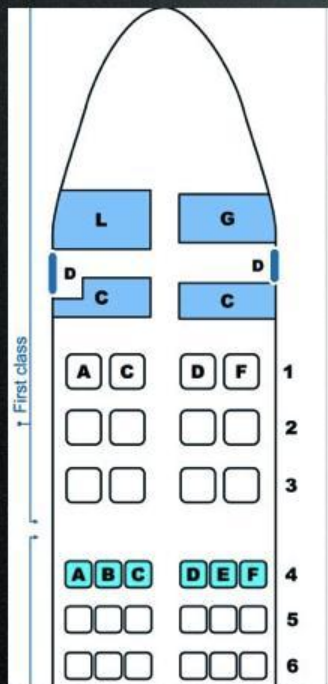 L G
D D
C C
First class
A C D F 1
2
3
A B C D E F 4
5
6